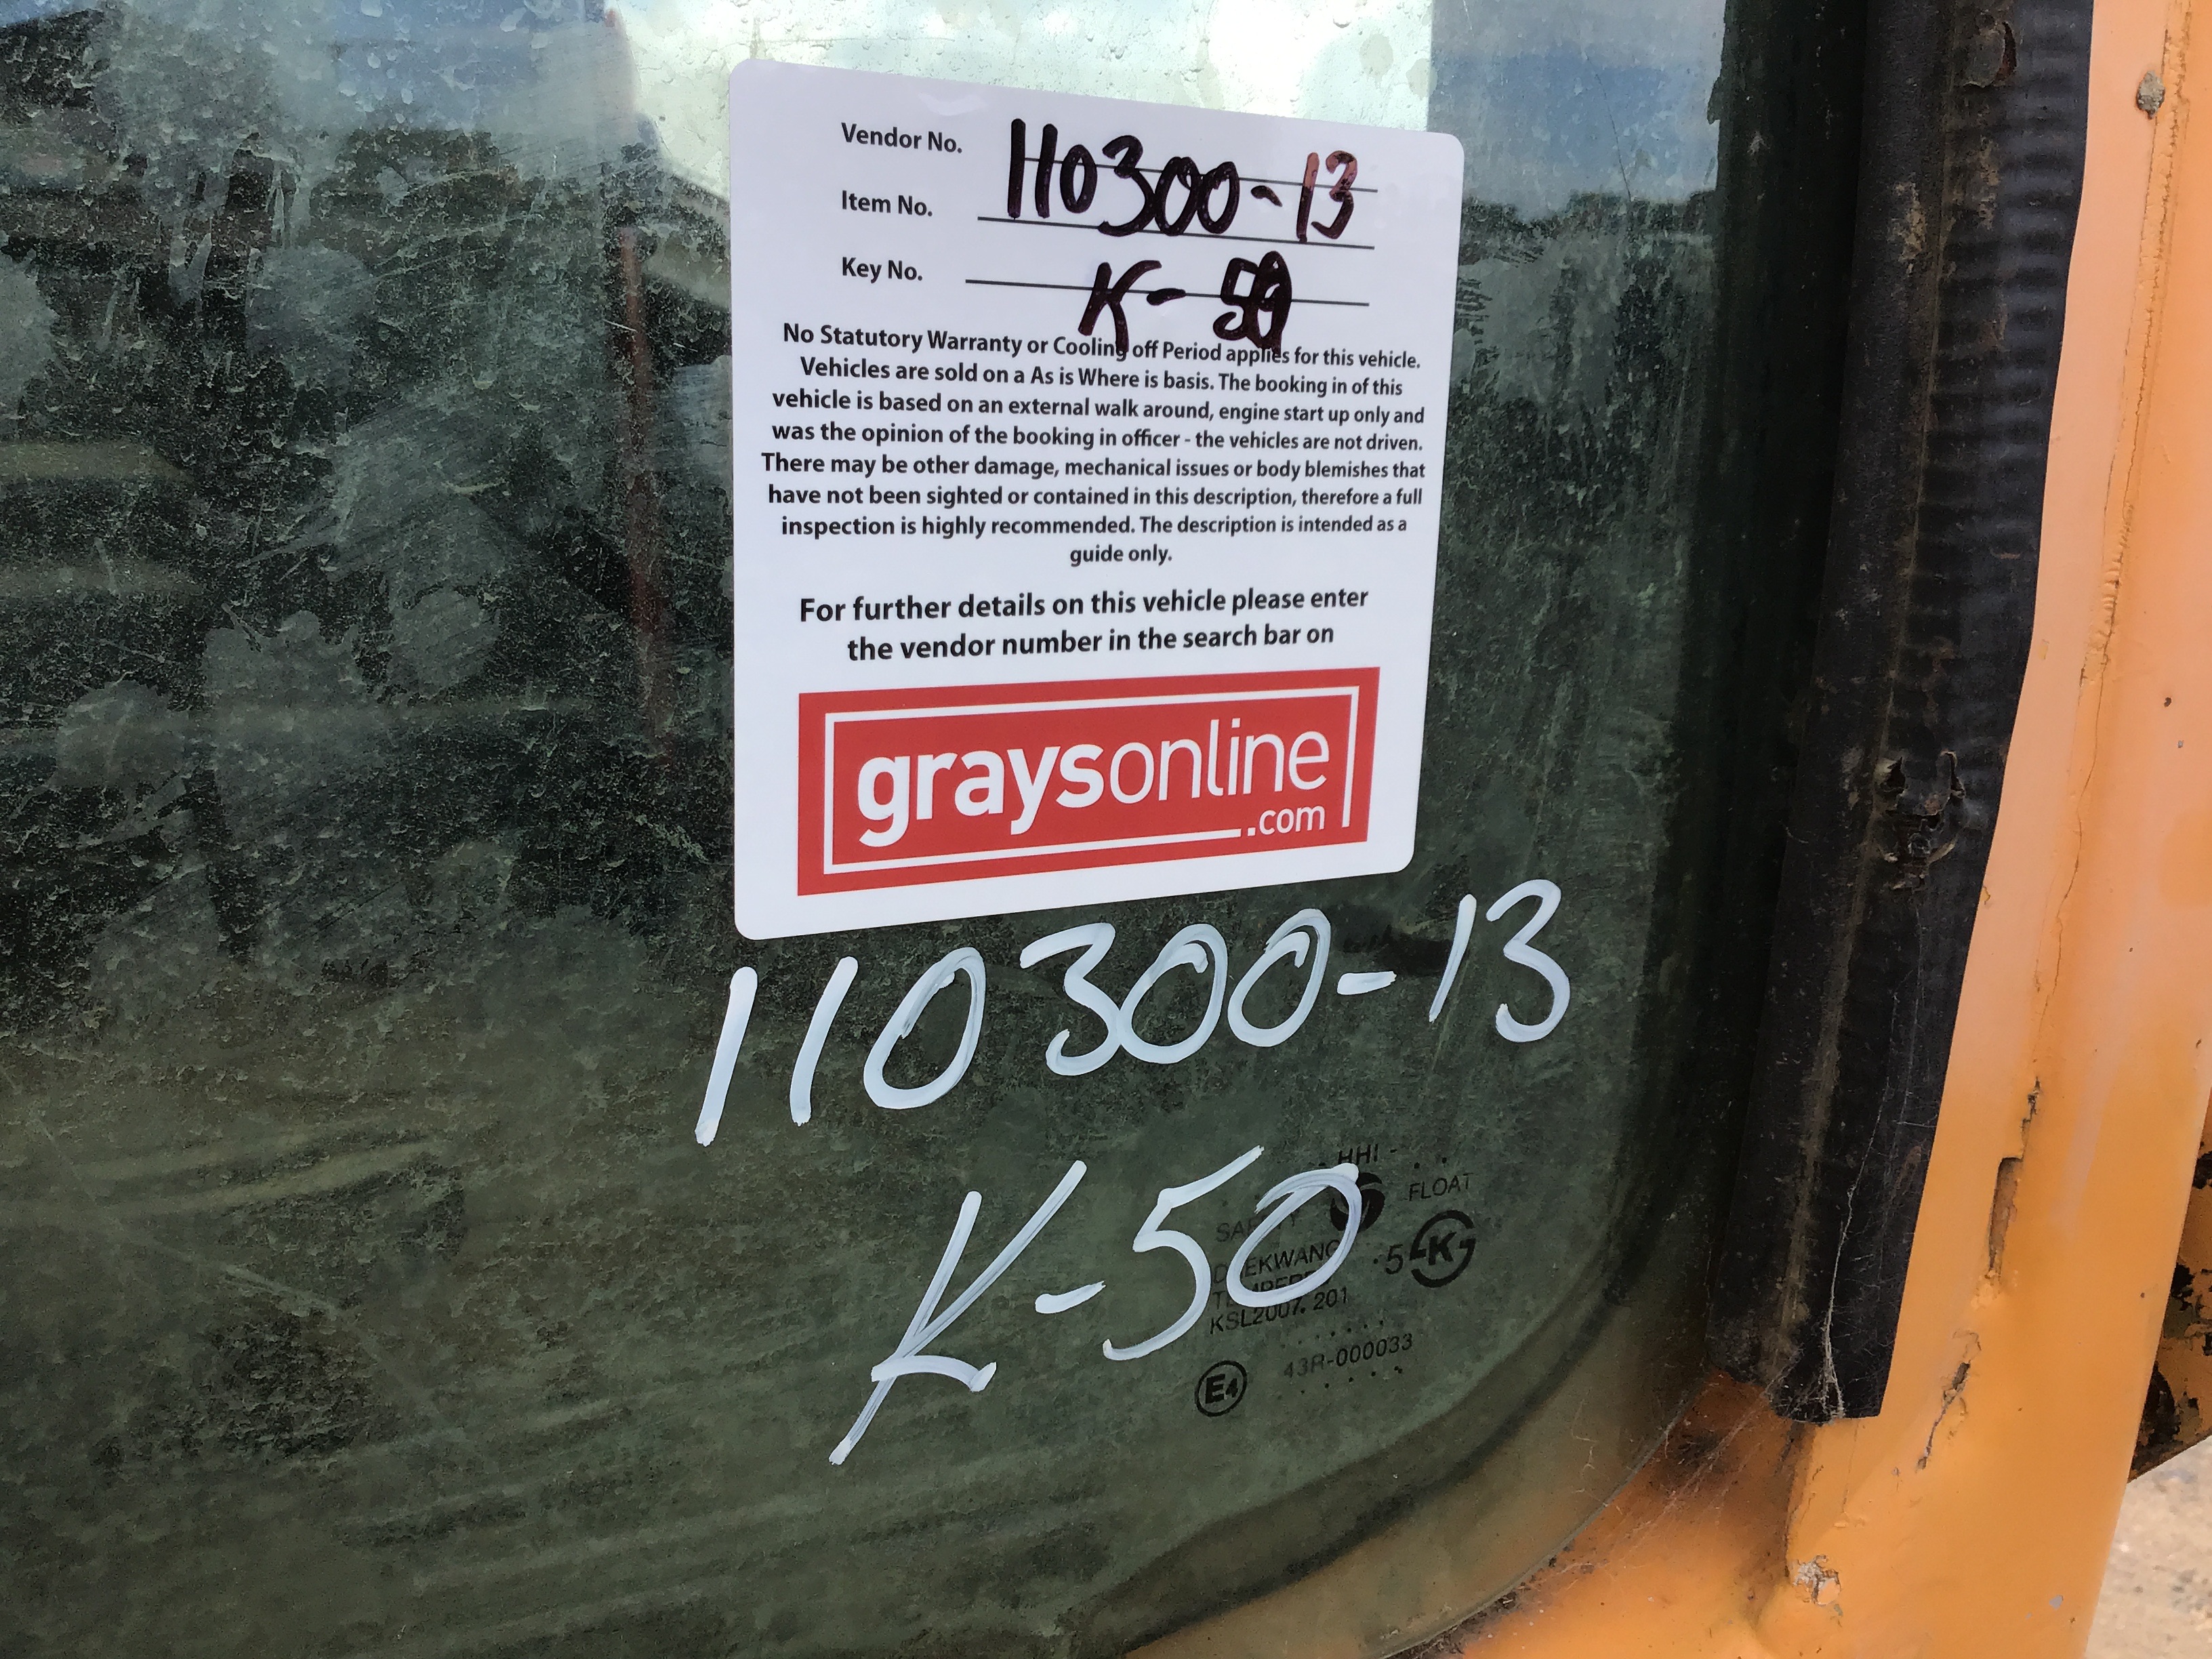 Vendor No.
110300-13
Item No.
Key No.
K-50
No Statutory Warranty or Cooling off Period applies for this vehicle.
Vehicles are sold on a As is Where is basis. The booking in of this
vehicle is based on an external walk around, engine start up only and
was the opinion of the booking in officer - the vehicles are not driven.
There may be other damage, mechanical issues or body blemishes that
have not been sighted or contained in this description, therefore a full
inspection is highly recommended. The description is intended as a
guide only.
For further details on this vehicle please enter
the vendor number in the search bar on
graysonline
.com
110300-13
K-50
HHI -
FLOAT
·5 K
KSL2007. 201
43R-000033
E4